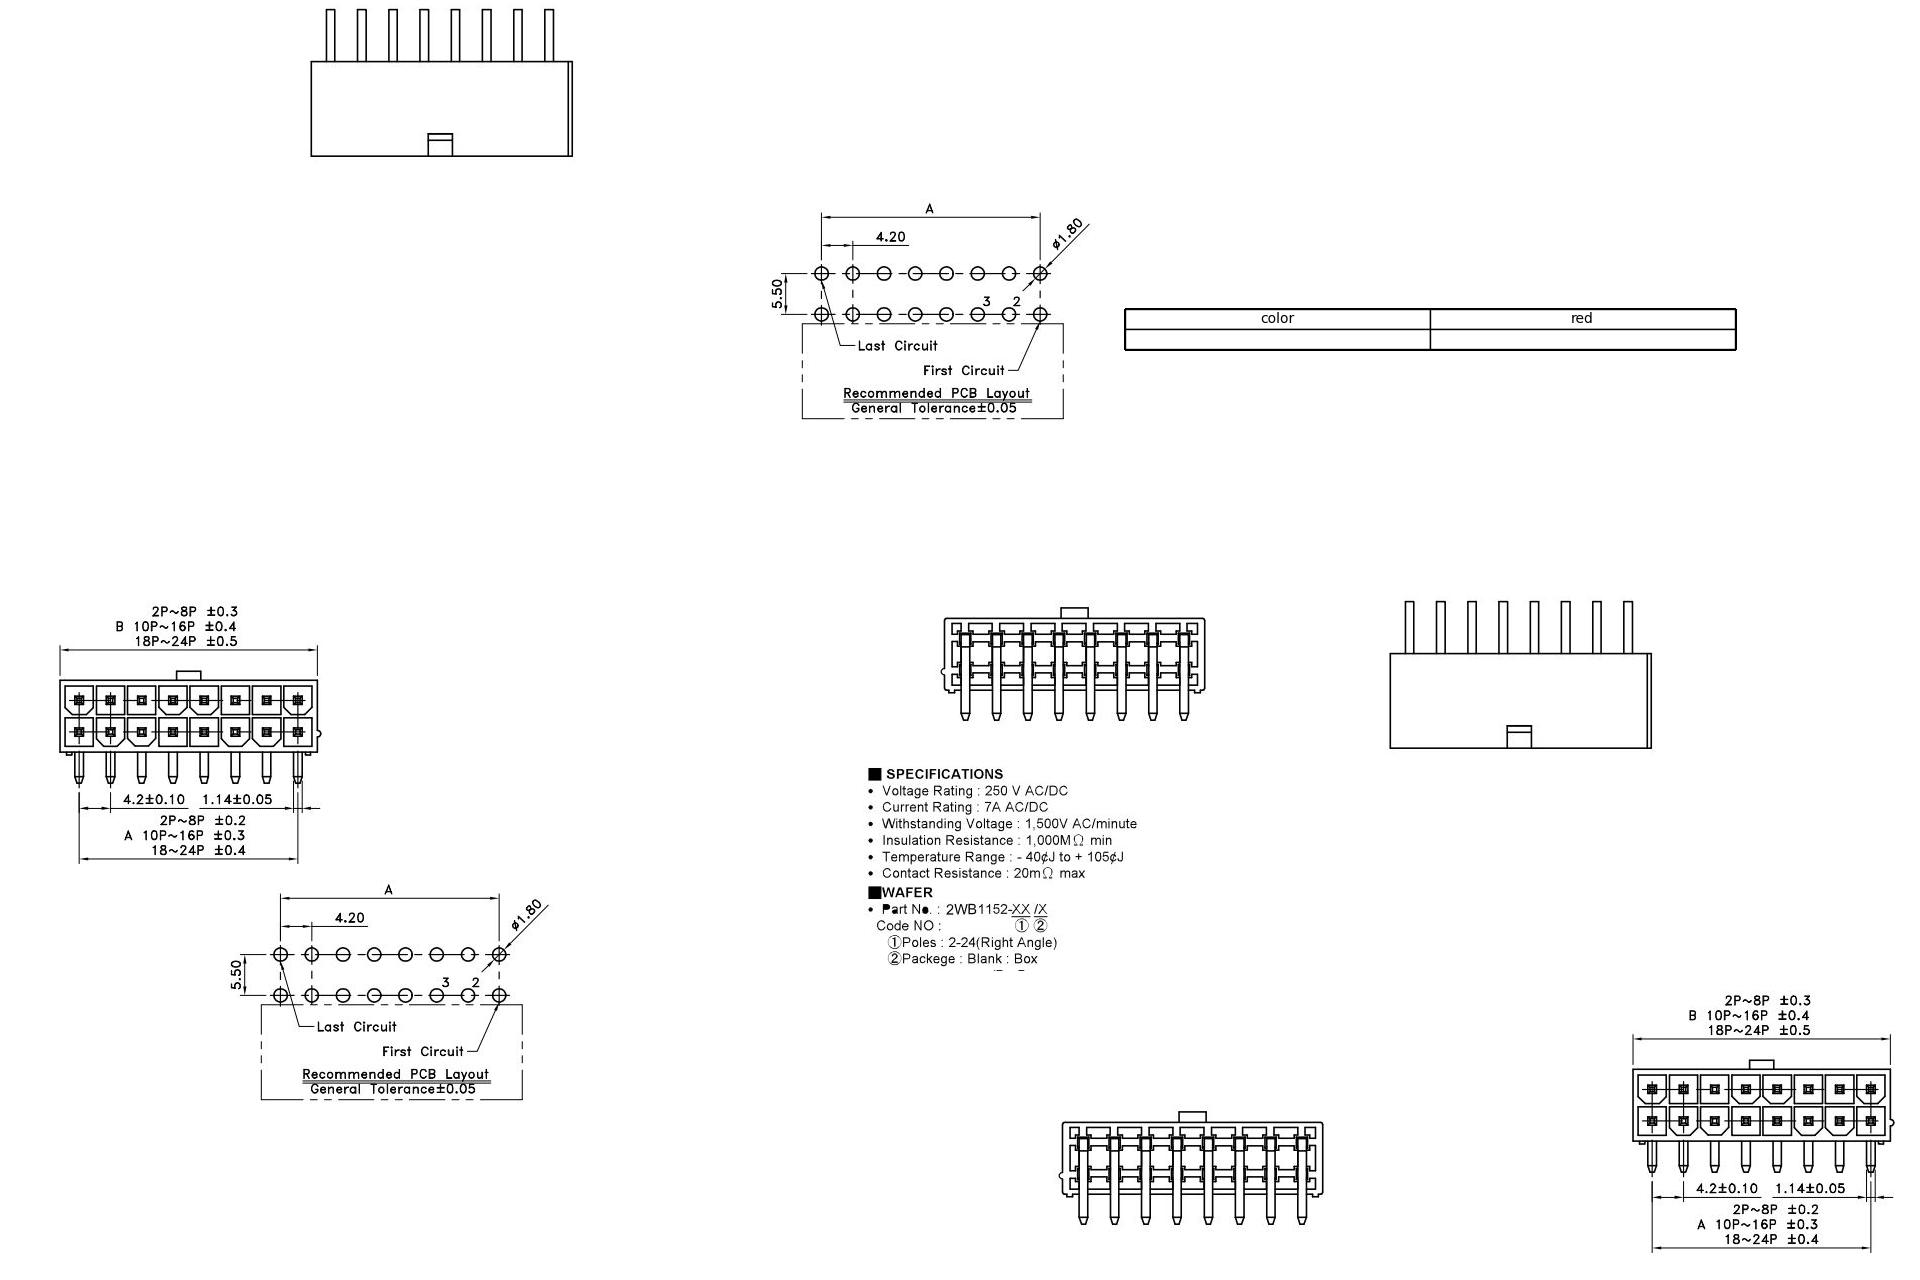 A
4.20
ø1.80
5.50
3 2
Last Circuit
First Circuit
Recommended PCB Layout
General Tolerance±0.05
color red
2P~8P ±0.3
B 10P~16P ±0.4
18P~24P ±0.5
4.2±0.10 1.14±0.05
2P~8P ±0.2
A 10P~16P ±0.3
18~24P ±0.4
■ SPECIFICATIONS
• Voltage Rating : 250 V AC/DC
• Current Rating : 7A AC/DC
• Withstanding Voltage : 1,500V AC/minute
• Insulation Resistance : 1,000MΩ min
• Temperature Range : - 40¢J to + 105¢J
• Contact Resistance : 20mΩ max
■WAFER
• Part No. : 2WB1152-XX /X
Code NO : ① ②
①Poles : 2-24(Right Angle)
②Packege : Blank : Box
A
4.20
ø1.80
5.50
3 2
Last Circuit
First Circuit
Recommended PCB Layout
General Tolerance±0.05
2P~8P ±0.3
B 10P~16P ±0.4
18P~24P ±0.5
4.2±0.10 1.14±0.05
2P~8P ±0.2
A 10P~16P ±0.3
18~24P ±0.4